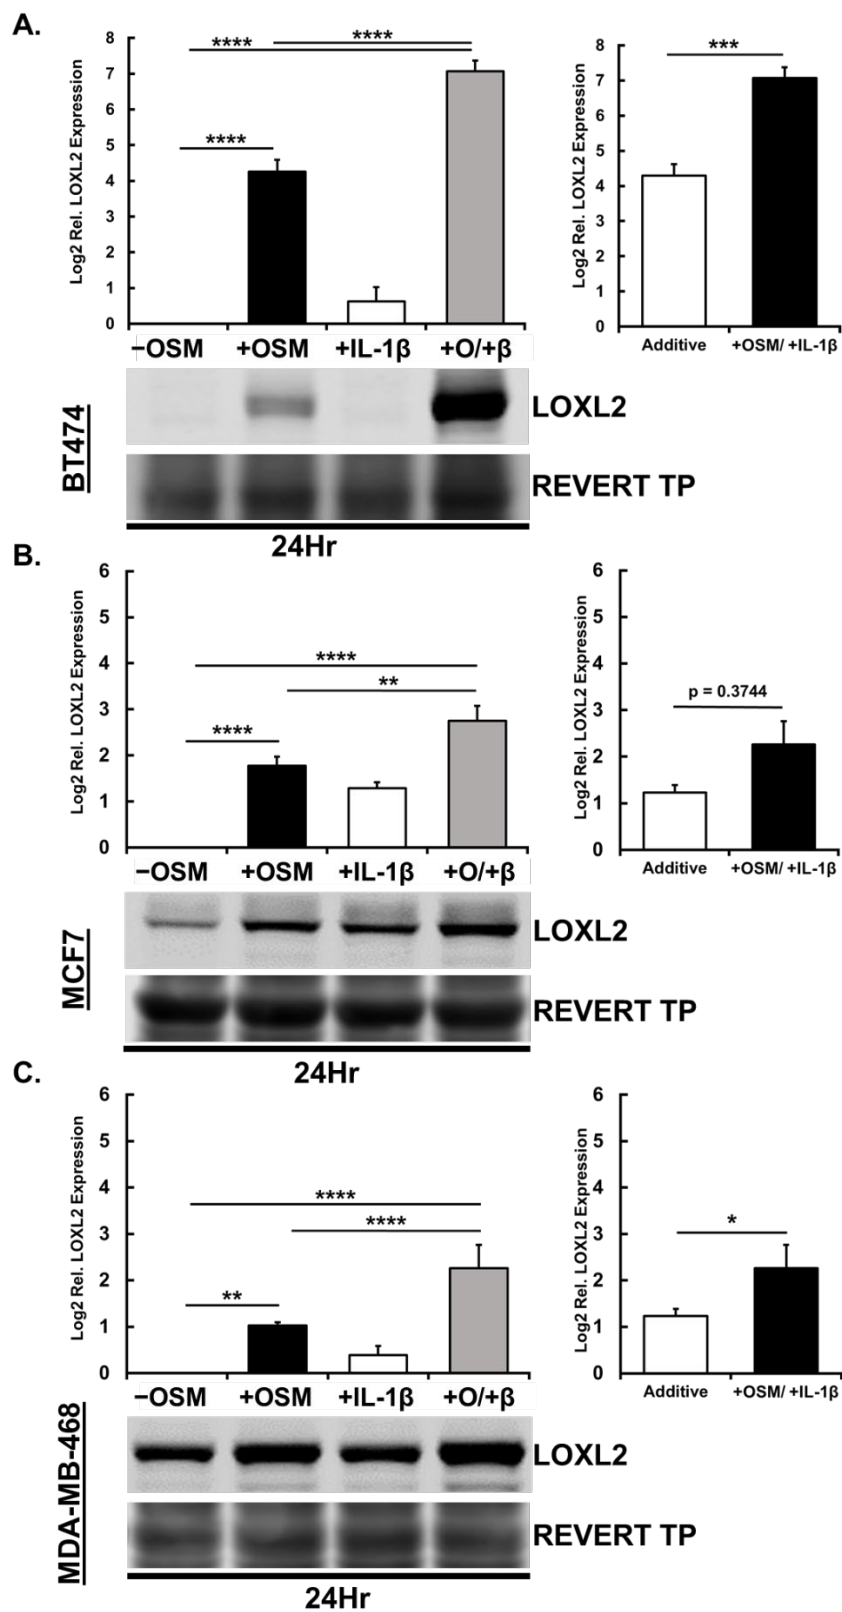 A.
Log2 Rel. LOXL2 Expression
8
7
6
5
4
3
2
1
0
****
****
****
−OSM +OSM +IL-1β +O/+β
Log2 Rel. LOXL2 Expression
8
7
6
5
4
3
2
1
0
***
Additive +OSM/ +IL-1β
BT474
LOXL2
REVERT TP
24Hr
B.
Log2 Rel. LOXL2 Expression
6
5
4
3
2
1
0
****
**
****
−OSM +OSM +IL-1β +O/+β
Log2 Rel. LOXL2 Expression
6
5
4
3
2
1
0
p = 0.3744
Additive +OSM/ +IL-1β
MCF7
LOXL2
REVERT TP
24Hr
C.
Log2 Rel. LOXL2 Expression
6
5
4
3
2
1
0
****
****
**
−OSM +OSM +IL-1β +O/+β
Log2 Rel. LOXL2 Expression
6
5
4
3
2
1
0
*
Additive +OSM/ +IL-1β
MDA-MB-468
LOXL2
REVERT TP
24Hr